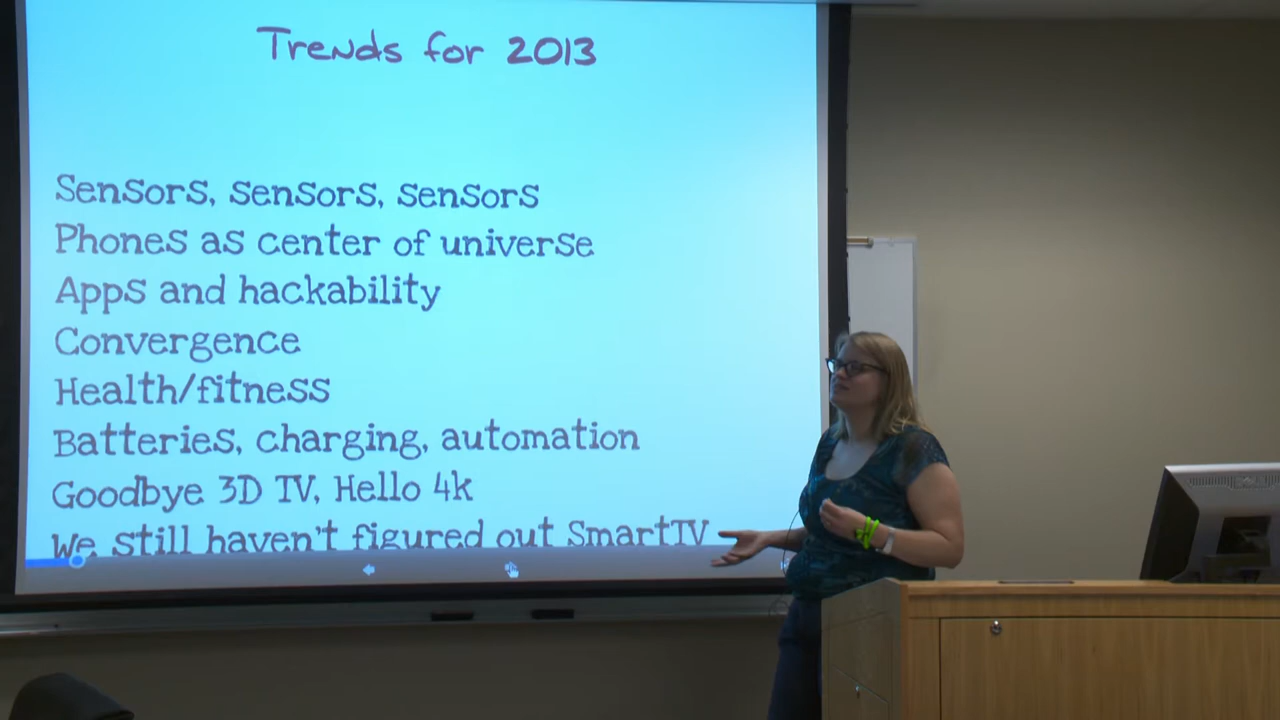 Trends for 2013
Sensors, sensors, sensors
Phones as center of universe
Apps and hackability
Convergence
Health/fitness
Batteries, charging, automation
Goodbye 3D TV, Hello 4k
We still haven't figured out SmartTV